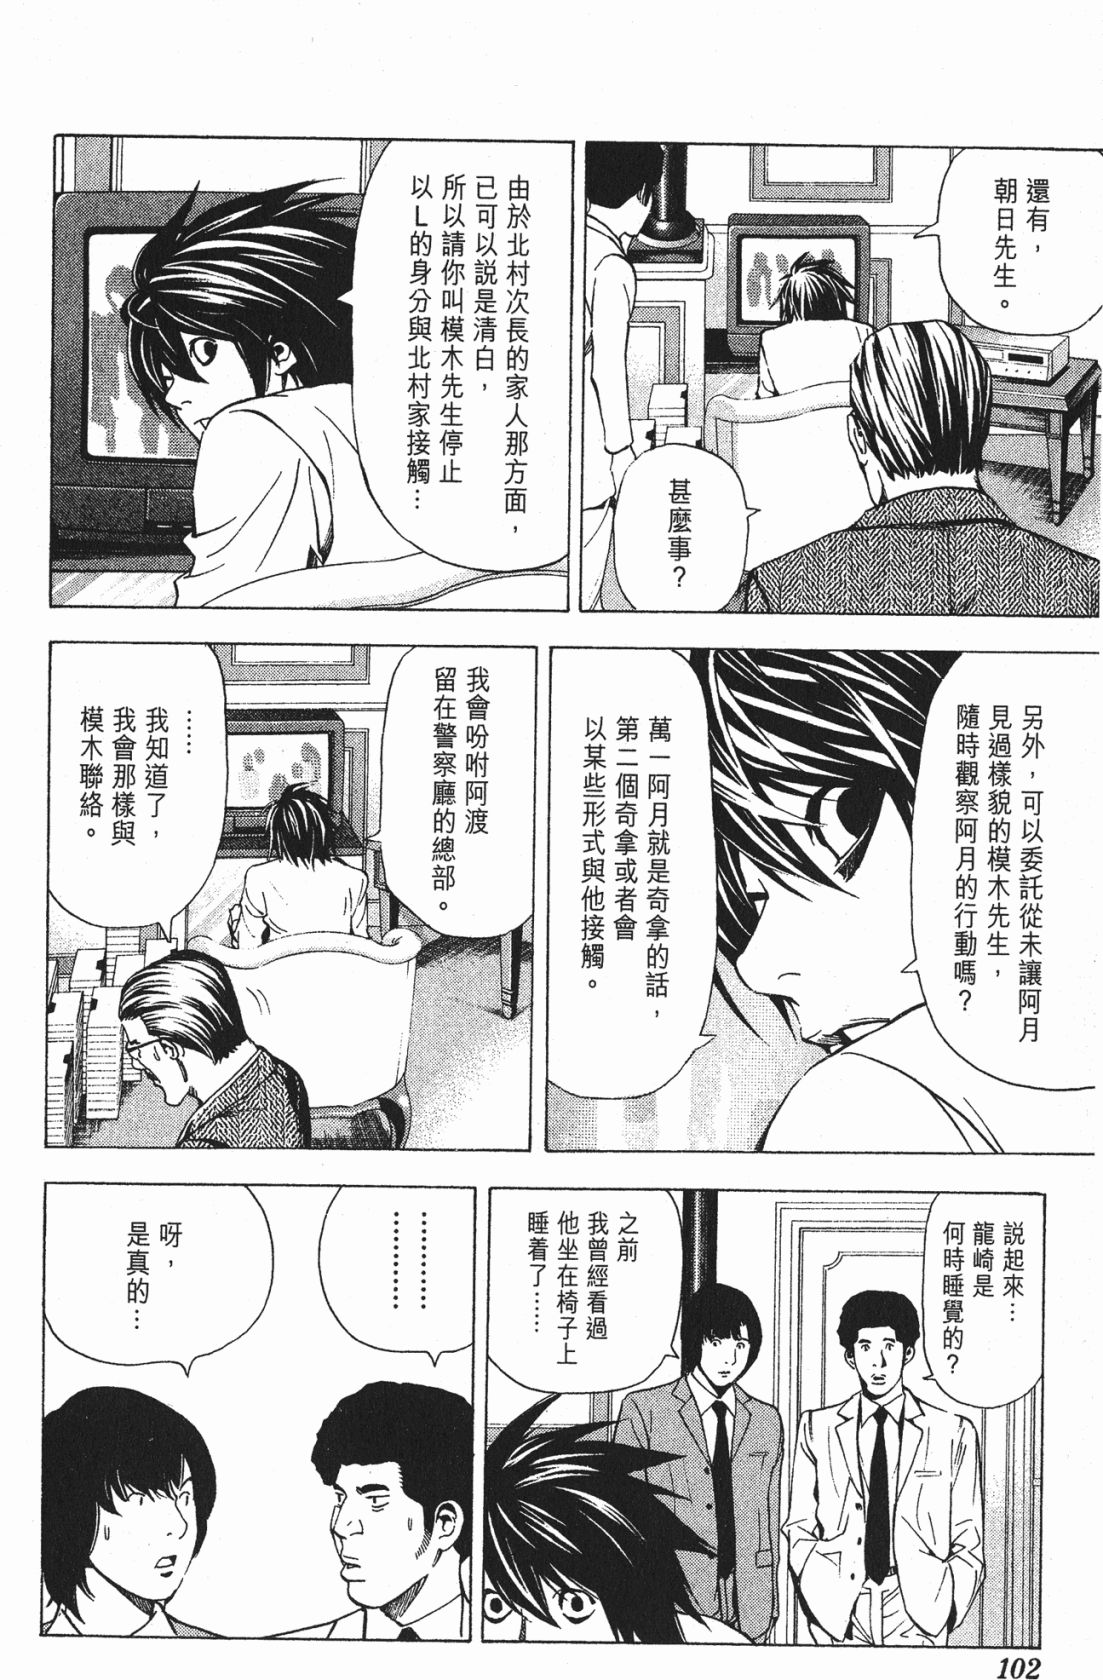 還有，
朝日先生。
甚麼事？
由於北村次長的家人那方面，
已可以說是清白，
所以請你叫模木先生停止
以L的身分與北村家接觸…
另外，可以委託從未讓阿月
見過樣貌的模木先生，
隨時觀察阿月的行動嗎？
萬一阿月就是奇拿的話，
第二個奇拿或者會
以某些形式與他接觸。
我會吩咐阿渡
留在警察廳的總部。
……
我知道了，
我會那樣與
模木聯絡。
說起來…
龍崎是
何時睡覺的？
之前
我曾經看過
他坐在椅子上
睡着了……
…………
…………
呀，
是真的…
102